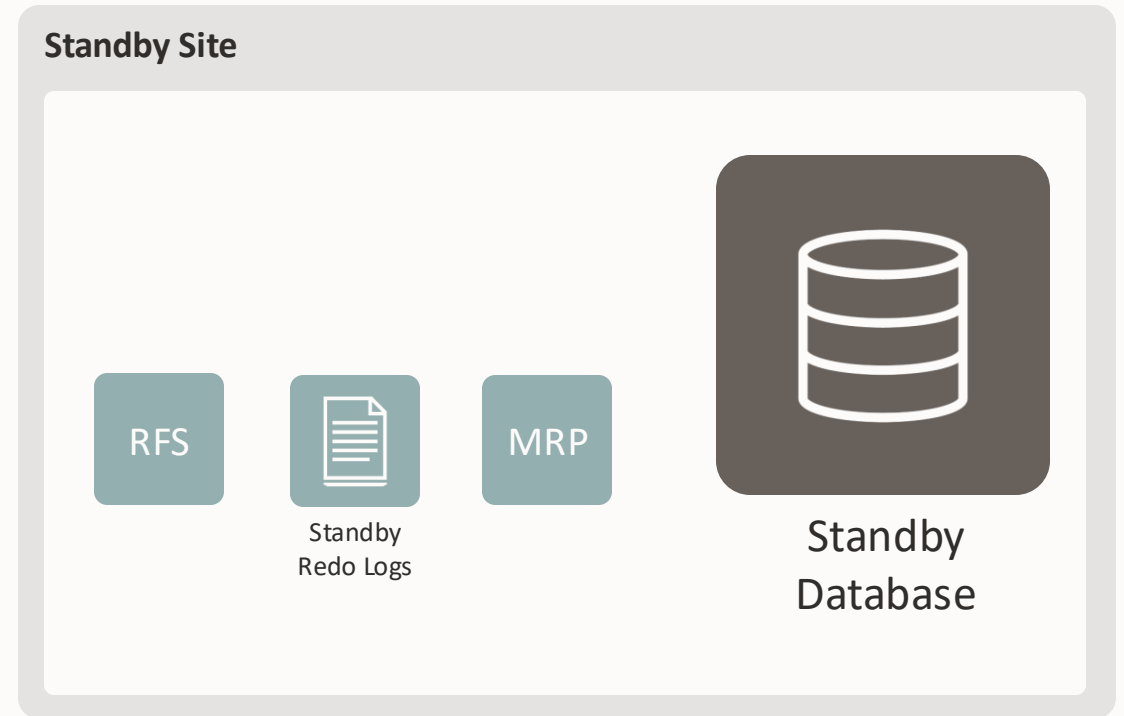 Standby Site
RFS
MRP
Standby
Redo Logs
Standby
Database